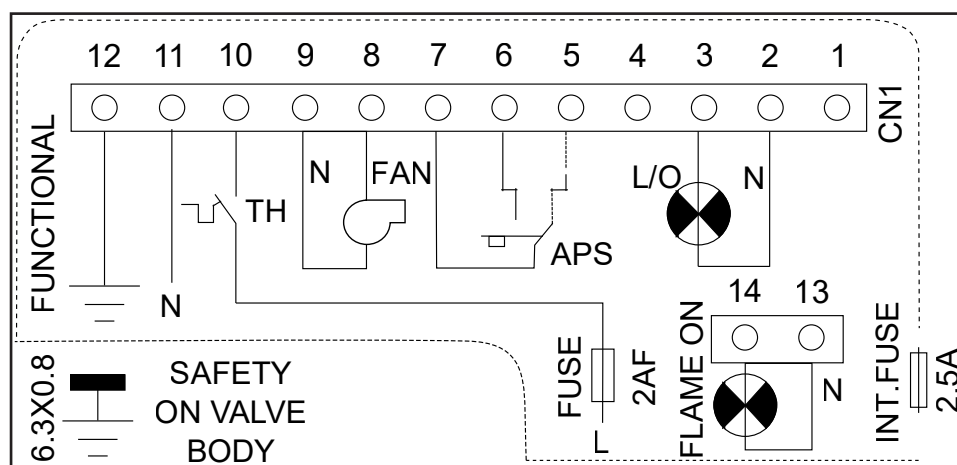 12 11 10 9 8 7 6 5 4 3 2 1
CN1
FUNCTIONAL
TH
N
FAN
APS
L/O
N
N
14 13
FLAME ON
N
FUSE
2AF
L
INT.FUSE
2.5A
6.3X0.8
SAFETY
ON VALVE
BODY